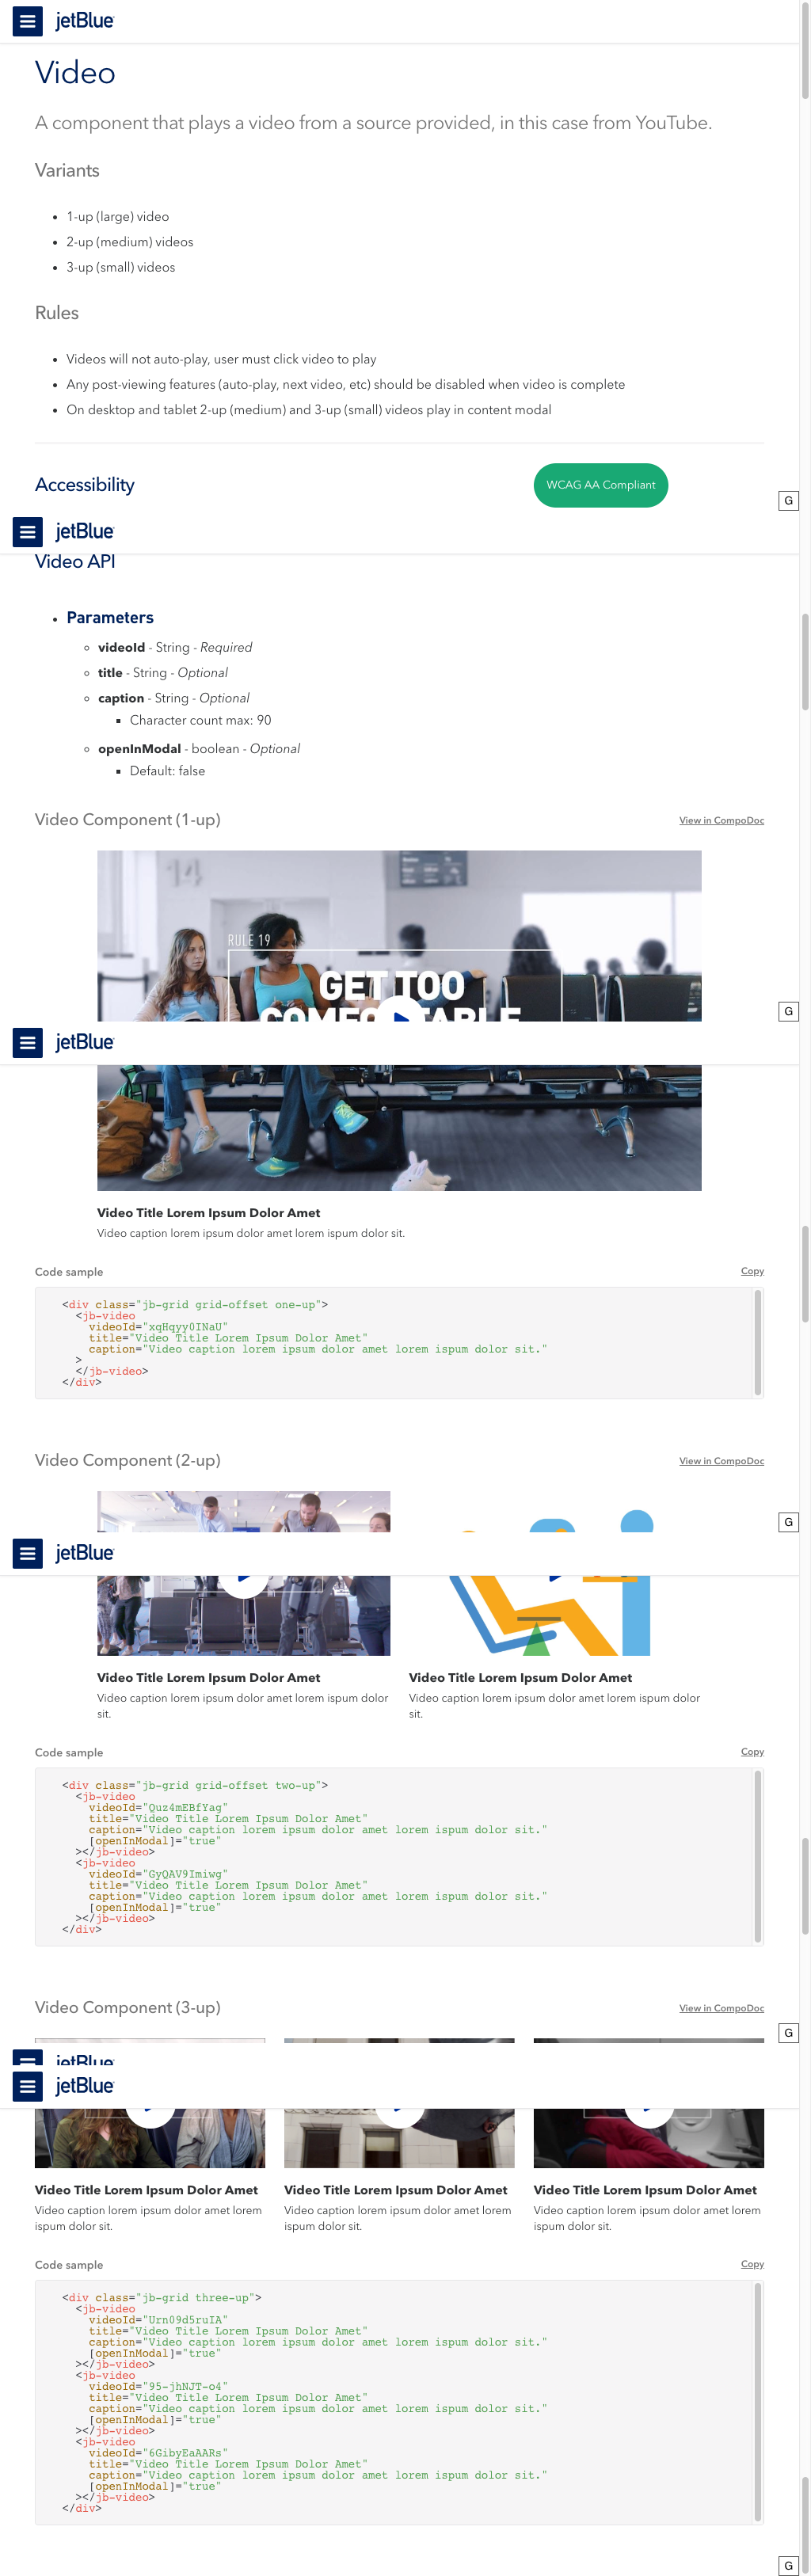 jetBlue
Video
A component that plays a video from a source provided, in this case from YouTube.
Variants
1-up (large) video
2-up (medium) videos
3-up (small) videos
Rules
Videos will not auto-play, user must click video to play
Any post-viewing features (auto-play, next video, etc) should be disabled when video is complete
On desktop and tablet 2-up (medium) and 3-up (small) videos play in content modal
Accessibility
WCAG AA Compliant
G
jetBlue
Video API
Parameters
videoId - String - Required
title - String - Optional
caption - String - Optional
Character count max: 90
openInModal - boolean - Optional
Default: false
Video Component (1-up)
View in CompoDoc
14
RULE 19
GET TOO
G
jetBlue
Video Title Lorem Ipsum Dolor Amet
Video caption lorem ipsum dolor amet lorem ispum dolor sit.
Code sample
Copy
<div class="jb-grid grid-offset one-up">
<jb-video
videoId="xqHqyy0INaU"
title="Video Title Lorem Ipsum Dolor Amet"
caption="Video caption lorem ipsum dolor amet lorem ispum dolor sit."
>
</jb-video>
</div>
Video Component (2-up)
View in CompoDoc
G
jetBlue
Video Title Lorem Ipsum Dolor Amet
Video caption lorem ipsum dolor amet lorem ispum dolor
sit.
Video Title Lorem Ipsum Dolor Amet
Video caption lorem ipsum dolor amet lorem ispum dolor
sit.
Code sample
Copy
<div class="jb-grid grid-offset two-up">
<jb-video
videoId="Quz4mEBfYag"
title="Video Title Lorem Ipsum Dolor Amet"
caption="Video caption lorem ipsum dolor amet lorem ispum dolor sit."
[openInModal]="true"
></jb-video>
<jb-video
videoId="GyQAV9Imiwg"
title="Video Title Lorem Ipsum Dolor Amet"
caption="Video caption lorem ipsum dolor amet lorem ispum dolor sit."
[openInModal]="true"
></jb-video>
</div>
Video Component (3-up)
View in CompoDoc
G
jetBlue
jetBlue
Video Title Lorem Ipsum Dolor Amet
Video caption lorem ipsum dolor amet lorem
ispum dolor sit.
Video Title Lorem Ipsum Dolor Amet
Video caption lorem ipsum dolor amet lorem
ispum dolor sit.
Video Title Lorem Ipsum Dolor Amet
Video caption lorem ipsum dolor amet lorem
ispum dolor sit.
Code sample
Copy
<div class="jb-grid three-up">
<jb-video
videoId="Urn09d5ruIA"
title="Video Title Lorem Ipsum Dolor Amet"
caption="Video caption lorem ipsum dolor amet lorem ispum dolor sit."
[openInModal]="true"
></jb-video>
<jb-video
videoId="95-jhNJT-o4"
title="Video Title Lorem Ipsum Dolor Amet"
caption="Video caption lorem ipsum dolor amet lorem ispum dolor sit."
[openInModal]="true"
></jb-video>
<jb-video
videoId="6GibyEaAARs"
title="Video Title Lorem Ipsum Dolor Amet"
caption="Video caption lorem ipsum dolor amet lorem ispum dolor sit."
[openInModal]="true"
></jb-video>
</div>
G